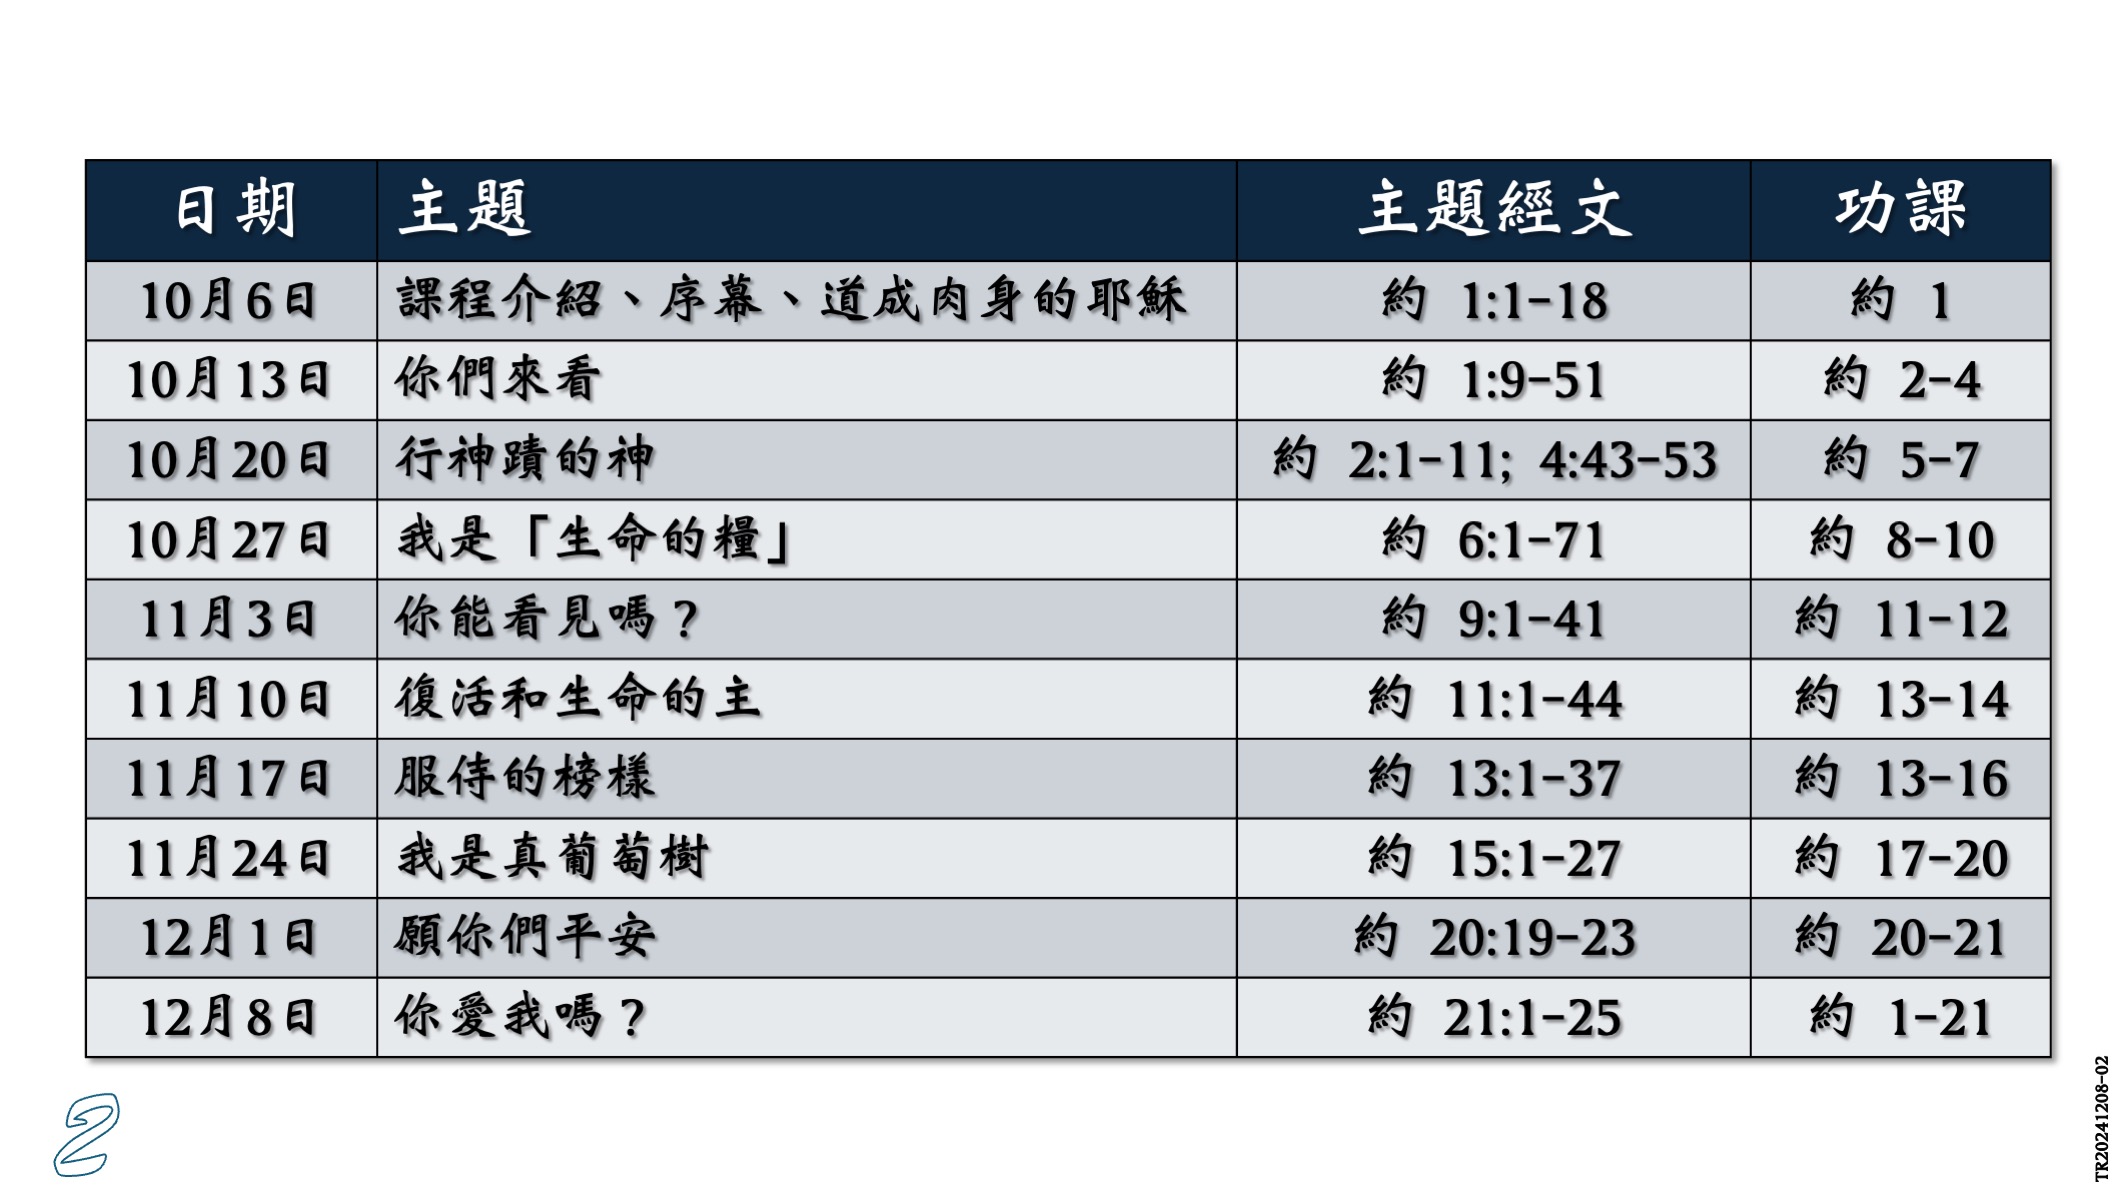 日期 主題 主題經文 功課
10月6日 課程介紹、序幕、道成肉身的耶穌 約 1:1-18 約 1
10月13日 你們來看 約 1:9-51 約 2-4
10月20日 行神蹟的神 約 2:1-11; 4:43-53 約 5-7
10月27日 我是「生命的糧」 約 6:1-71 約 8-10
11月3日 你能看見嗎？ 約 9:1-41 約 11-12
11月10日 復活和生命的主 約 11:1-44 約 13-14
11月17日 服侍的榜樣 約 13:1-37 約 13-16
11月24日 我是真葡萄樹 約 15:1-27 約 17-20
12月1日 願你們平安 約 20:19-23 約 20-21
12月8日 你愛我嗎？ 約 21:1-25 約 1-21
2
TR20241208-02